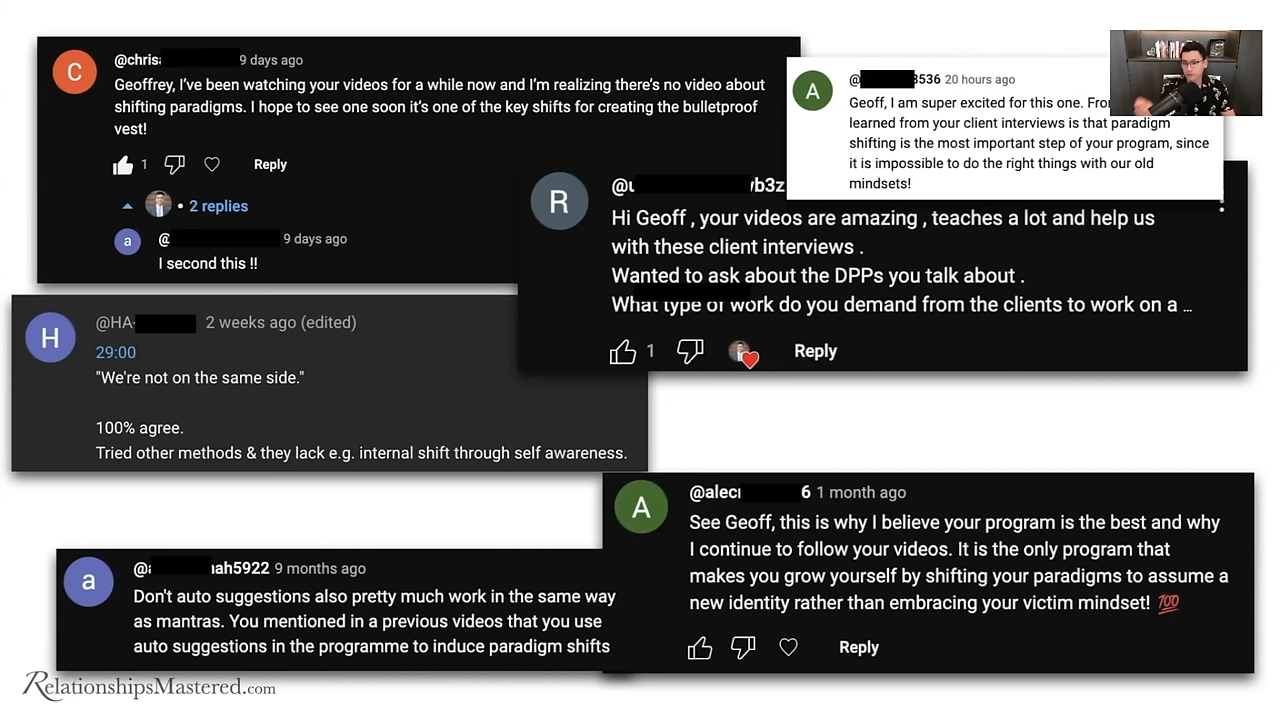 C
@chris
9 days ago
Geoffrey, I've been watching your videos for a while now and I'm realizing there's no video about
shifting paradigms. I hope to see one soon it's one of the key shifts for creating the bulletproof
vest!
1
Reply
• 2 replies
a
@
9 days ago
I second this !!
A
@ 3536 20 hours ago
Geoff, I am super excited for this one.
learned from your client interviews is that paradigm
shifting is the most important step of your program, since
it is impossible to do the right things with our old
mindsets!
R
@u vb3z
Hi Geoff , your videos are amazing , teaches a lot and help us
with these client interviews .
Wanted to ask about the DPPs you talk about .
What type of work do you demand from the clients to work on a ...
1
Reply
H
@HA- 2 weeks ago (edited)
29:00
"We're not on the same side."
100% agree.
Tried other methods & they lack e.g. internal shift through self awareness.
A
@alec 6 1 month ago
See Geoff, this is why I believe your program is the best and why
I continue to follow your videos. It is the only program that
makes you grow yourself by shifting your paradigms to assume a
new identity rather than embracing your victim mindset! 💯
Reply
a
@ ah5922 9 months ago
Don't auto suggestions also pretty much work in the same way
as mantras. You mentioned in a previous videos that you use
auto suggestions in the programme to induce paradigm shifts
RelationshipsMastered.com